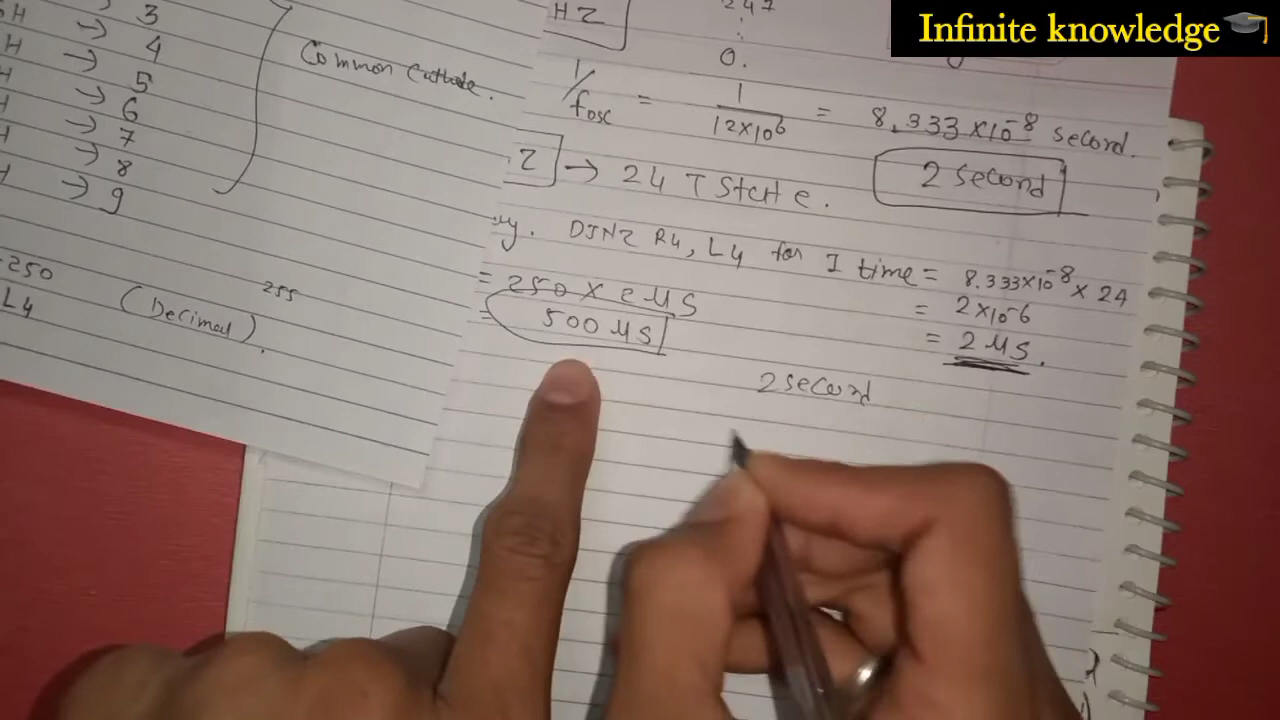 Infinite knowledge
→ 3
→ 4
→ 5
→ 6
→ 7
→ 8
→ 9
Common Cathode.
250
L4
(Decimal).
255
HZ
247
:
0.
1/fosc = 1/12×10⁶ = 8.333×10⁻⁸ second.
Z → 24 T State.
2 second
DJNZ R4, L4 for 1 time = 8.333×10⁻⁸ × 24
= 2×10⁻⁶
= 2 μS.
= 250 × 2 μS
= 500 μS
2 second